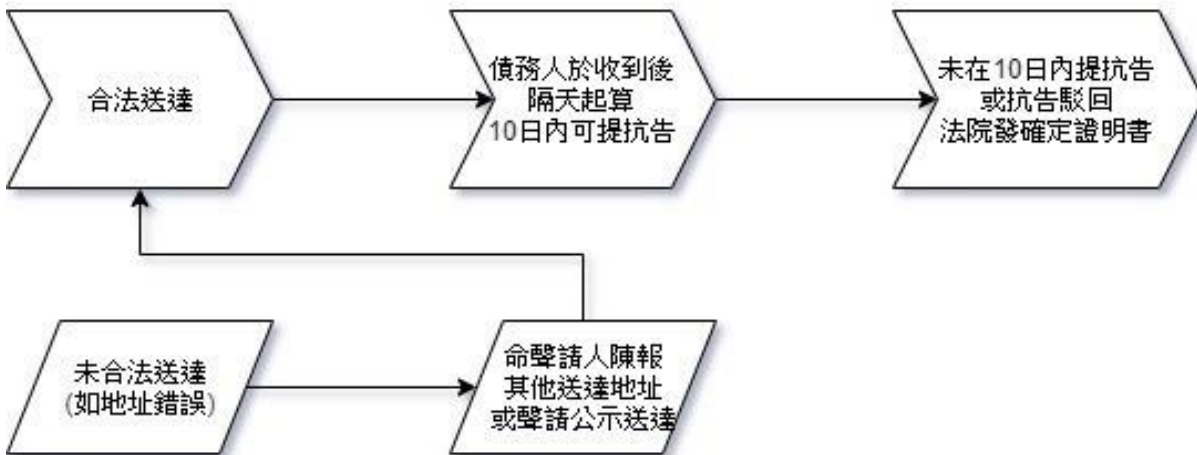 合法送達
債務人於收到後
隔天起算
10日內可提抗告
未在10日內提抗告
或抗告駁回
法院發確定證明書
未合法送達
(如地址錯誤)
命聲請人陳報
其他送達地址
或聲請公示送達